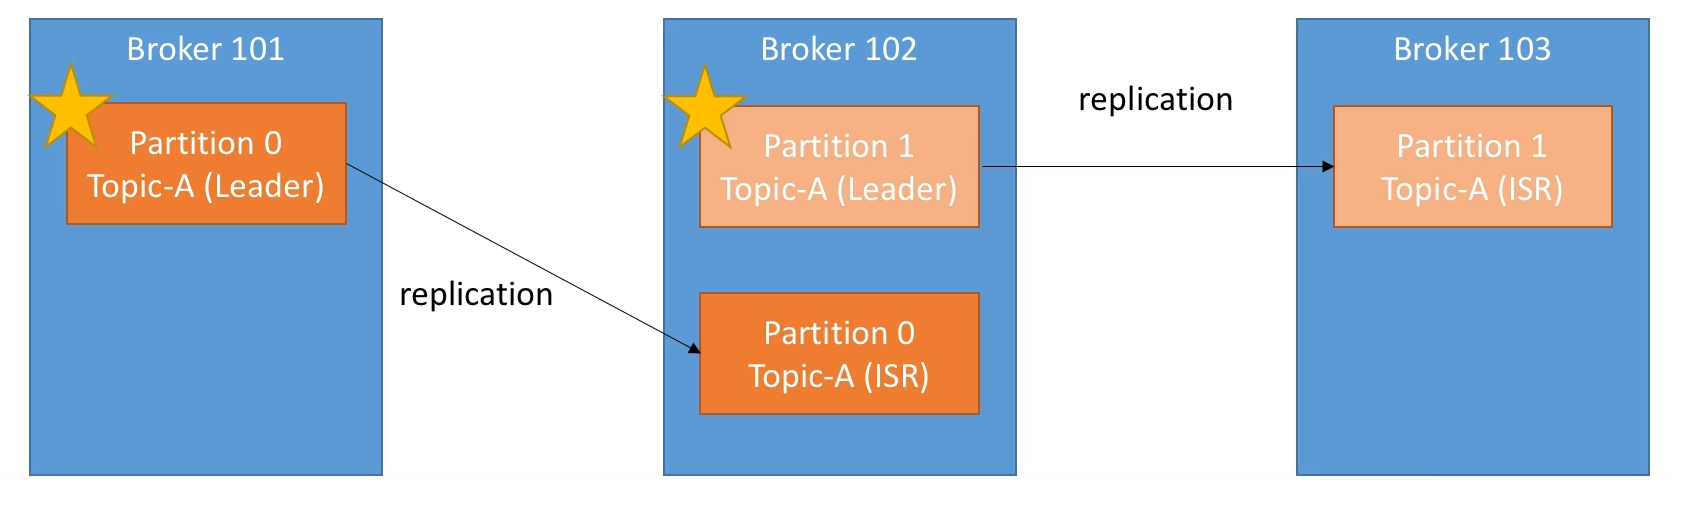 Broker 101
Partition 0
Topic-A (Leader)
replication
Broker 102
Partition 1
Topic-A (Leader)
Partition 0
Topic-A (ISR)
replication
Broker 103
Partition 1
Topic-A (ISR)